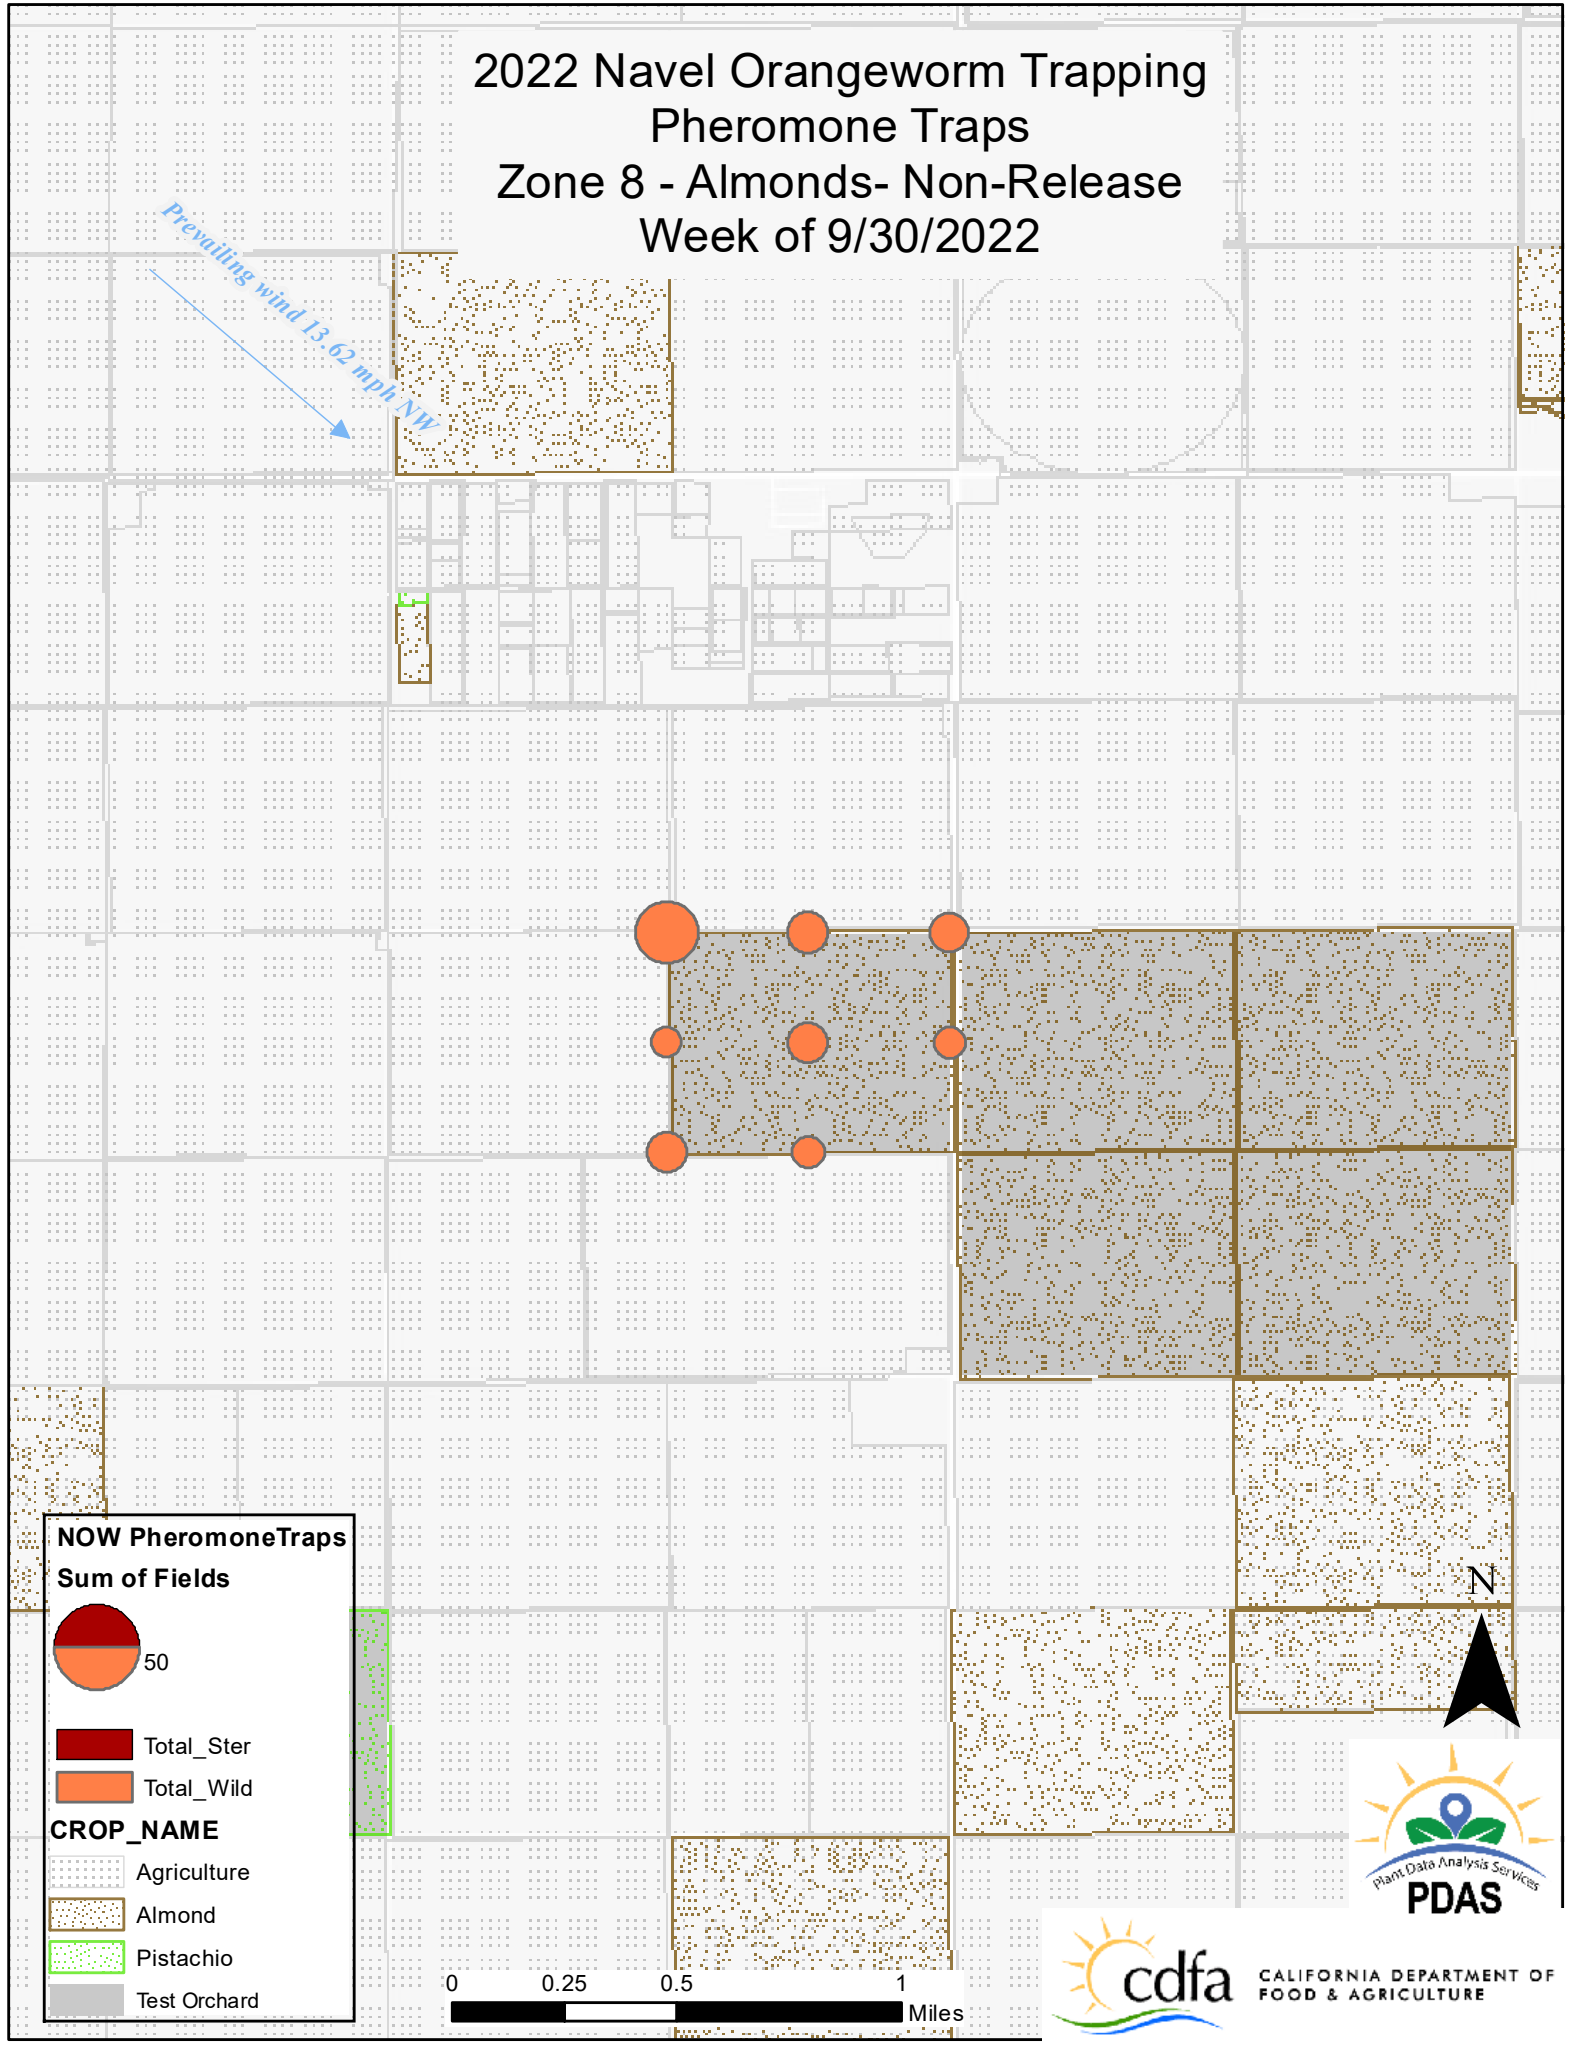 2022 Navel Orangeworm Trapping
Pheromone Traps
Zone 8 - Almonds- Non-Release
Week of 9/30/2022
Prevailing wind 13.62 mph NW
NOW PheromoneTraps
Sum of Fields
50
Total_Ster
Total_Wild
CROP_NAME
Agriculture
Almond
Pistachio
Test Orchard
0 0.25 0.5 1
Miles
N
Plant Data Analysis Services
PDAS
cdfa
CALIFORNIA DEPARTMENT OF
FOOD & AGRICULTURE